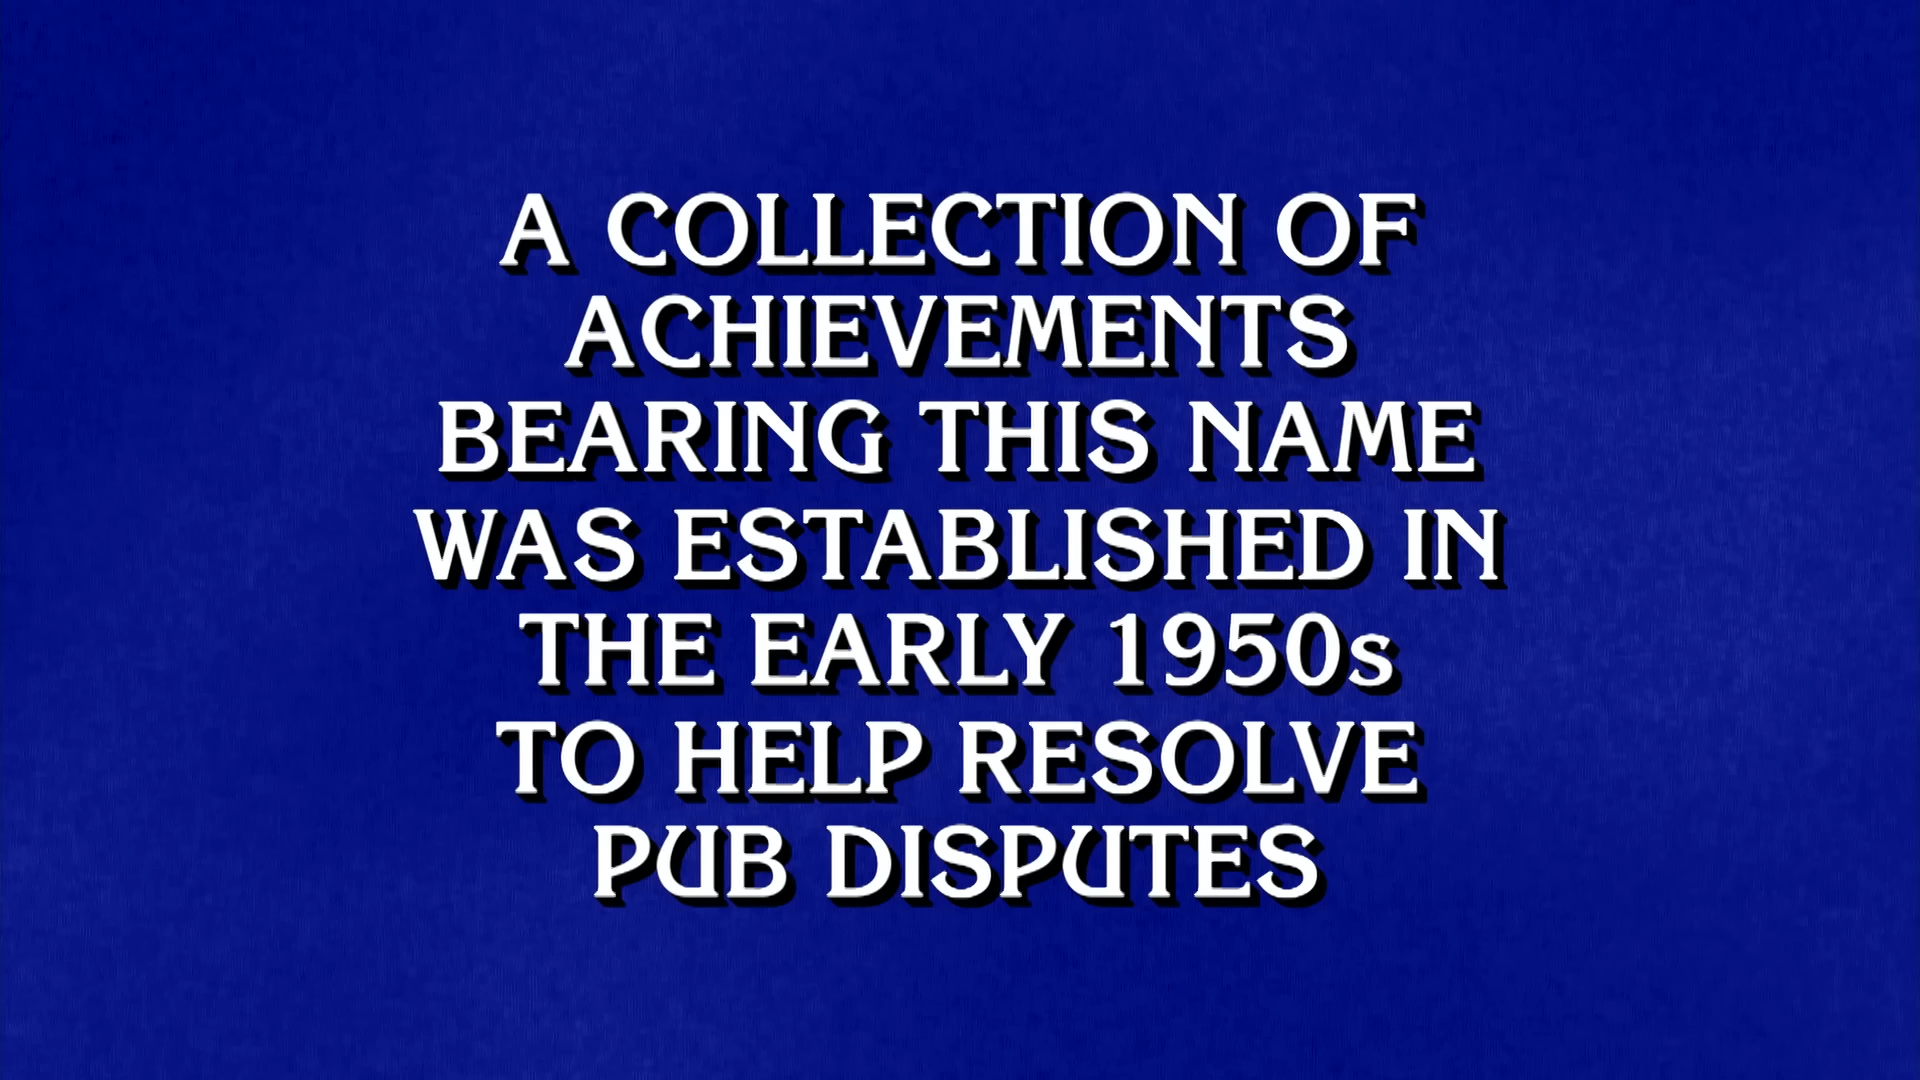 A COLLECTION OF
ACHIEVEMENTS
BEARING THIS NAME
WAS ESTABLISHED IN
THE EARLY 1950s
TO HELP RESOLVE
PUB DISPUTES